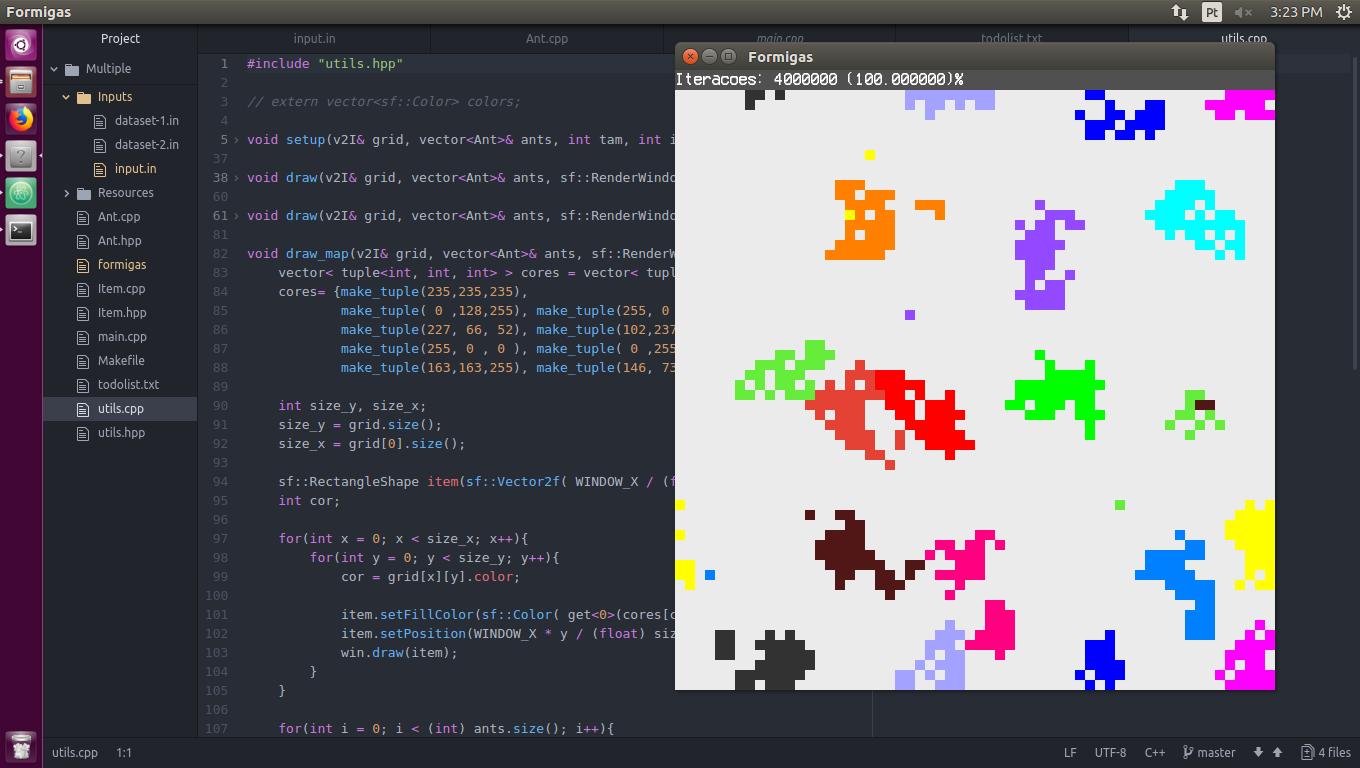 Formigas
Pt
3:23 PM
Project
Multiple
Inputs
dataset-1.in
dataset-2.in
input.in
Resources
Ant.cpp
Ant.hpp
formigas
Item.cpp
Item.hpp
main.cpp
Makefile
todolist.txt
utils.cpp
utils.hpp
input.in
Ant.cpp
main.cpp
todolist.txt
utils.cpp
1 #include "utils.hpp"
2
3 // extern vector<sf::Color> colors;
4
5 void setup(v2I& grid, vector<Ant>& ants, int tam, int i
37
38 void draw(v2I& grid, vector<Ant>& ants, sf::RenderWindo
60
61 void draw(v2I& grid, vector<Ant>& ants, sf::RenderWindo
81
82 void draw_map(v2I& grid, vector<Ant>& ants, sf::RenderW
83 vector< tuple<int, int, int> > cores = vector< tupl
84 cores= {make_tuple(235,235,235),
85 make_tuple( 0 ,128,255), make_tuple(255, 0
86 make_tuple(227, 66, 52), make_tuple(102,237
87 make_tuple(255, 0 , 0 ), make_tuple( 0 ,255
88 make_tuple(163,163,255), make_tuple(146, 73
89
90 int size_y, size_x;
91 size_y = grid.size();
92 size_x = grid[0].size();
93
94 sf::RectangleShape item(sf::Vector2f( WINDOW_X / (f
95 int cor;
96
97 for(int x = 0; x < size_x; x++){
98 for(int y = 0; y < size_y; y++){
99 cor = grid[x][y].color;
100
101 item.setFillColor(sf::Color( get<0>(cores[c
102 item.setPosition(WINDOW_X * y / (float) siz
103 win.draw(item);
104 }
105 }
106
107 for(int i = 0; i < (int) ants.size(); i++){
Formigas
Iteracoes: 4000000 (100.000000)%
utils.cpp 1:1
LF UTF-8 C++ master 4 files